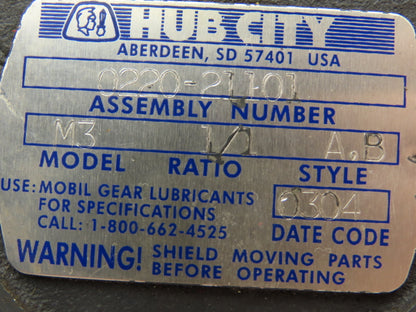 HUB CITY
ABERDEEN, SD 57401 USA
0220-21101
ASSEMBLY NUMBER
M3 1/1 A,B
MODEL RATIO STYLE
USE: MOBIL GEAR LUBRICANTS
FOR SPECIFICATIONS
CALL: 1-800-662-4525
0304
DATE CODE
WARNING! SHIELD MOVING PARTS
BEFORE OPERATING